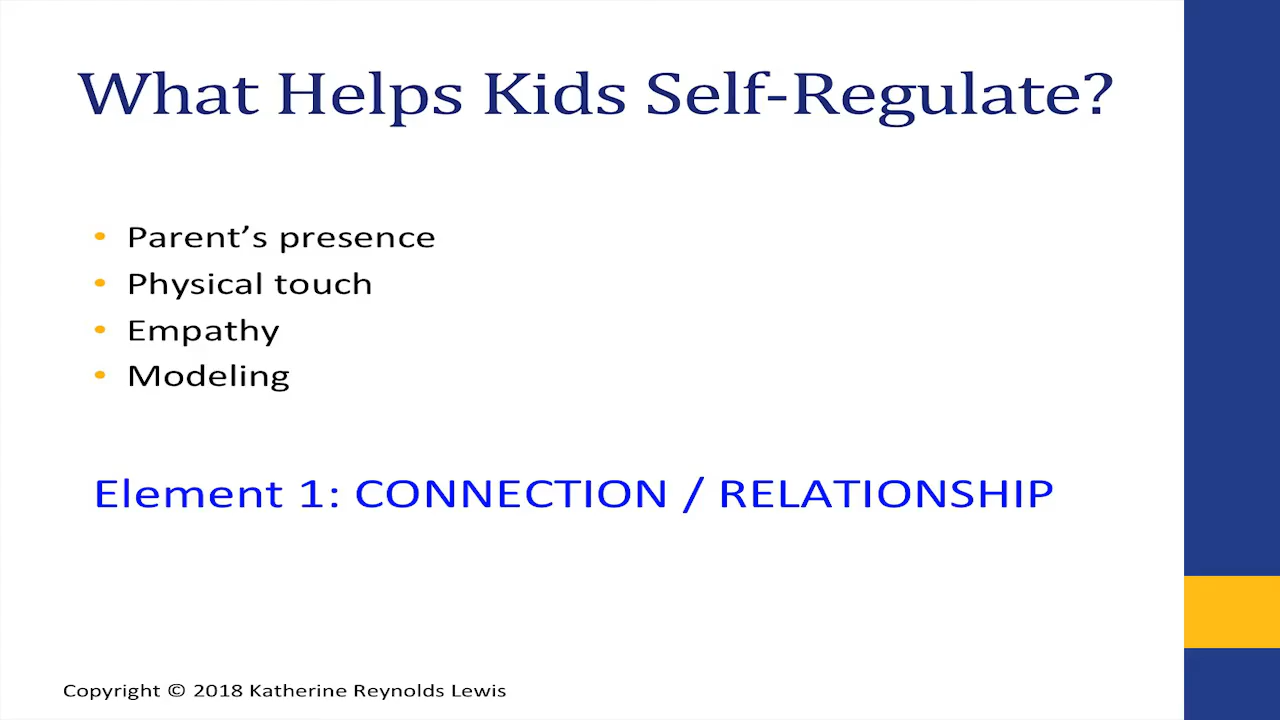 What Helps Kids Self-Regulate?
• Parent’s presence
• Physical touch
• Empathy
• Modeling
Element 1: CONNECTION / RELATIONSHIP
Copyright © 2018 Katherine Reynolds Lewis